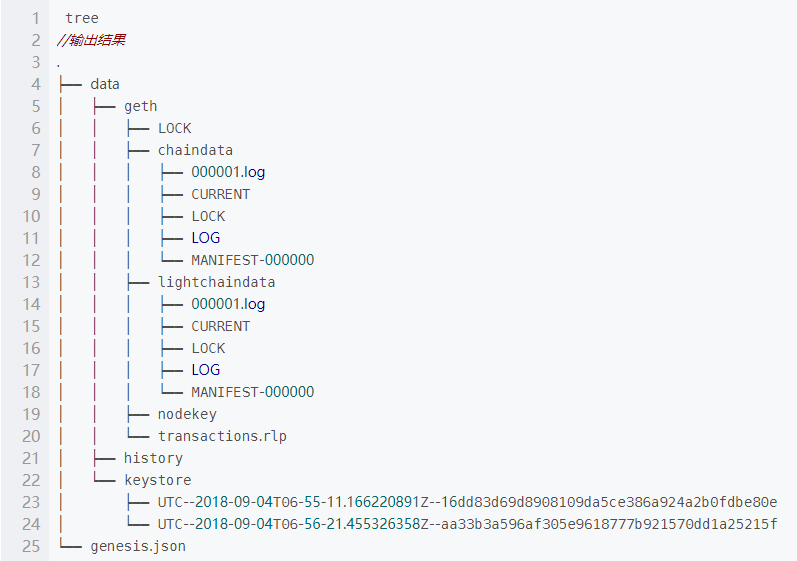 1 tree
2 //输出结果
3 .
4 ├── data
5 │   ├── geth
6 │   │   ├── LOCK
7 │   │   ├── chaindata
8 │   │   │   ├── 000001.log
9 │   │   │   ├── CURRENT
10 │   │   │   ├── LOCK
11 │   │   │   ├── LOG
12 │   │   │   └── MANIFEST-000000
13 │   │   ├── lightchaindata
14 │   │   │   ├── 000001.log
15 │   │   │   ├── CURRENT
16 │   │   │   ├── LOCK
17 │   │   │   ├── LOG
18 │   │   │   └── MANIFEST-000000
19 │   │   ├── nodekey
20 │   │   └── transactions.rlp
21 │   ├── history
22 │   └── keystore
23 │       ├── UTC--2018-09-04T06-55-11.166220891Z--16dd83d69d8908109da5ce386a924a2b0fdbe80e
24 │       └── UTC--2018-09-04T06-56-21.455326358Z--aa33b3a596af305e9618777b921570dd1a25215f
25 └── genesis.json